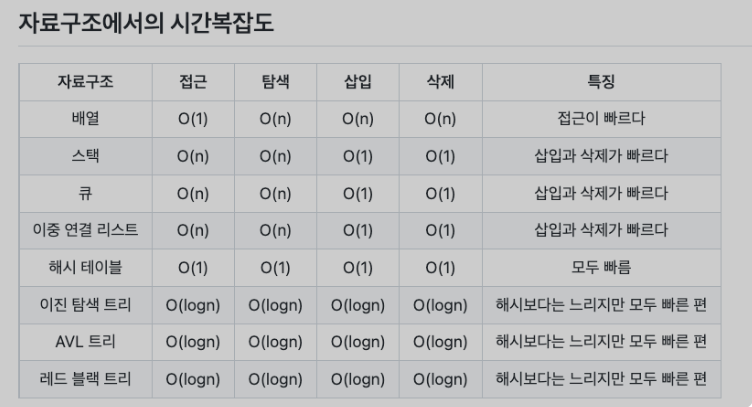 자료구조에서의 시간복잡도
자료구조 접근 탐색 삽입 삭제 특징
배열 O(1) O(n) O(n) O(n) 접근이 빠르다
스택 O(n) O(n) O(1) O(1) 삽입과 삭제가 빠르다
큐 O(n) O(n) O(1) O(1) 삽입과 삭제가 빠르다
이중 연결 리스트 O(n) O(n) O(1) O(1) 삽입과 삭제가 빠르다
해시 테이블 O(1) O(1) O(1) O(1) 모두 빠름
이진 탐색 트리 O(logn) O(logn) O(logn) O(logn) 해시보다는 느리지만 모두 빠른 편
AVL 트리 O(logn) O(logn) O(logn) O(logn) 해시보다는 느리지만 모두 빠른 편
레드 블랙 트리 O(logn) O(logn) O(logn) O(logn) 해시보다는 느리지만 모두 빠른 편